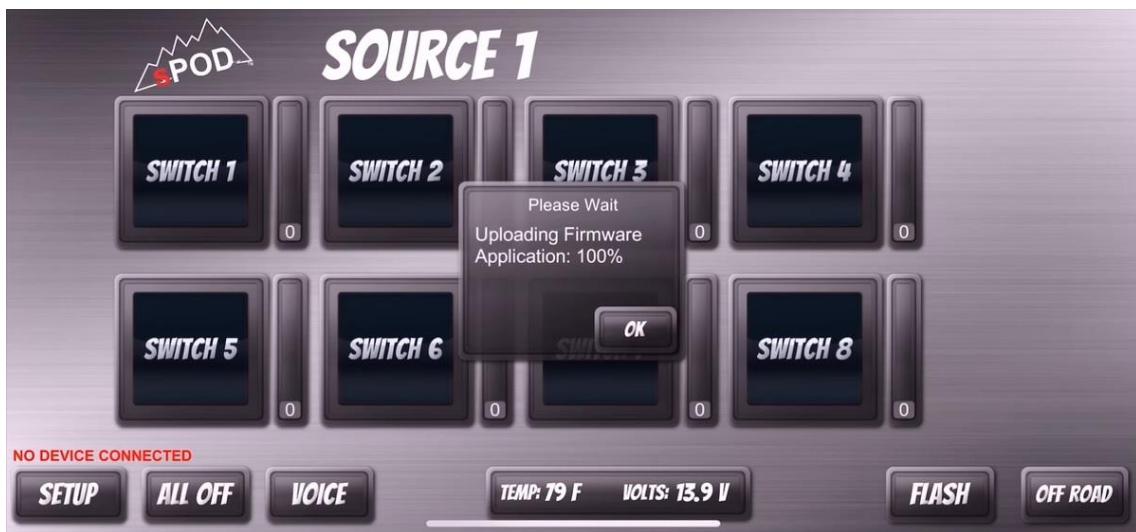 sPOD
SOURCE 1
SWITCH 1
SWITCH 2
SWITCH 3
SWITCH 4
0
0
0
Please Wait
Uploading Firmware
Application: 100%
OK
SWITCH 5
SWITCH 6
SWITCH 8
0
0
0
0
NO DEVICE CONNECTED
SETUP
ALL OFF
VOICE
TEMP: 79 F VOLTS: 13.9 V
FLASH
OFF ROAD